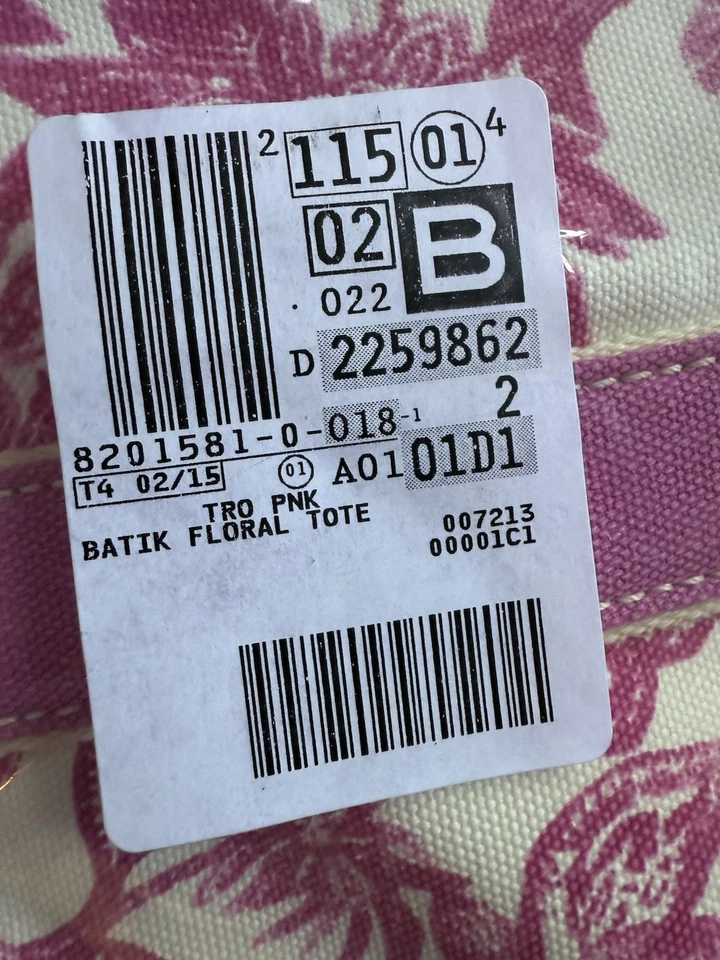 2 115 01 4
02 B
. 022
D 2259862
2
8201581-0-018-1
T4 02/15 01 A01 01D1
TRO PNK
BATIK FLORAL TOTE
007213
00001C1